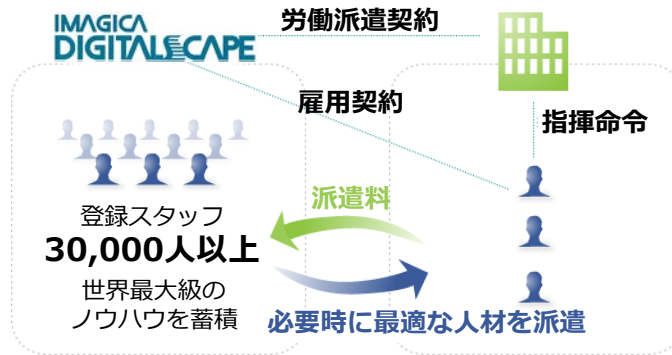 IMAGICA
DIGITALSCAPE
労働派遣契約
雇用契約
指揮命令
派遣料
登録スタッフ
30,000人以上
世界最大級の
ノウハウを蓄積
必要時に最適な人材を派遣